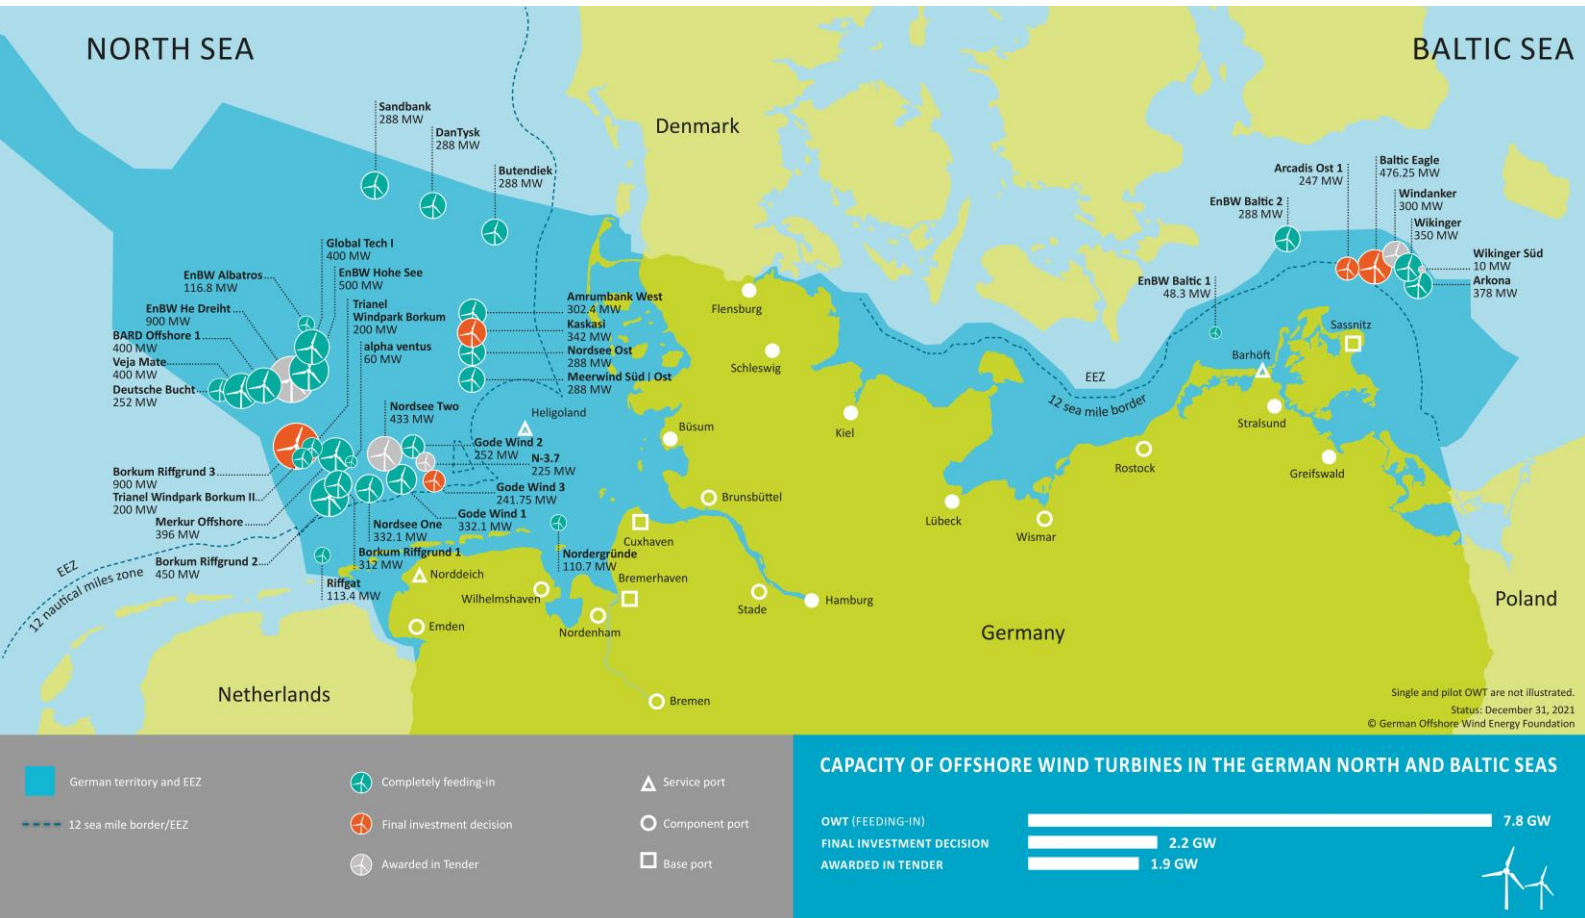 NORTH SEA
BALTIC SEA
Denmark
Sandbank
288 MW
DanTysk
288 MW
Butendiek
288 MW
Global Tech I
400 MW
EnBW Albatros
116.8 MW
EnBW Hohe See
500 MW
EnBW He Dreiht
900 MW
Trianel
Windpark Borkum
200 MW
BARD Offshore 1
400 MW
alpha ventus
60 MW
Veja Mate
400 MW
Deutsche Bucht
252 MW
Amrumbank West
302.4 MW
Kaskasi
342 MW
Nordsee Ost
288 MW
Meerwind Süd | Ost
288 MW
Nordsee Two
433 MW
Heligoland
Gode Wind 2
252 MW
N-3.7
225 MW
Gode Wind 3
241.75 MW
Gode Wind 1
332.1 MW
Borkum Riffgrund 3
900 MW
Trianel Windpark Borkum II
200 MW
Merkur Offshore
396 MW
Borkum Riffgrund 2
450 MW
Nordsee One
332.1 MW
Borkum Riffgrund 1
312 MW
Riffgat
113.4 MW
Nordergründe
110.7 MW
EEZ
12 nautical miles zone
Arcadis Ost 1
247 MW
Baltic Eagle
476.25 MW
Windanker
300 MW
EnBW Baltic 2
288 MW
Wikinger
350 MW
Wikinger Süd
10 MW
Arkona
378 MW
EnBW Baltic 1
48.3 MW
EEZ
12 sea mile border
Flensburg
Schleswig
Kiel
Büsum
Brunsbüttel
Cuxhaven
Bremerhaven
Norddeich
Wilhelmshaven
Emden
Nordenham
Stade
Hamburg
Bremen
Lübeck
Wismar
Rostock
Sassnitz
Barhöft
Stralsund
Greifswald
Germany
Poland
Netherlands
Single and pilot OWT are not illustrated.
Status: December 31, 2021
© German Offshore Wind Energy Foundation
German territory and EEZ
12 sea mile border/EEZ
Completely feeding-in
Final investment decision
Awarded in Tender
Service port
Component port
Base port
CAPACITY OF OFFSHORE WIND TURBINES IN THE GERMAN NORTH AND BALTIC SEAS
OWT (FEEDING-IN) 7.8 GW
FINAL INVESTMENT DECISION 2.2 GW
AWARDED IN TENDER 1.9 GW